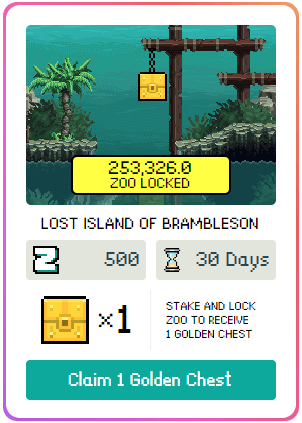 253,326.0
ZOO LOCKED
LOST ISLAND OF BRAMBLESON
500
30 Days
×1
STAKE AND LOCK
ZOO TO RECEIVE
1 GOLDEN CHEST
Claim 1 Golden Chest